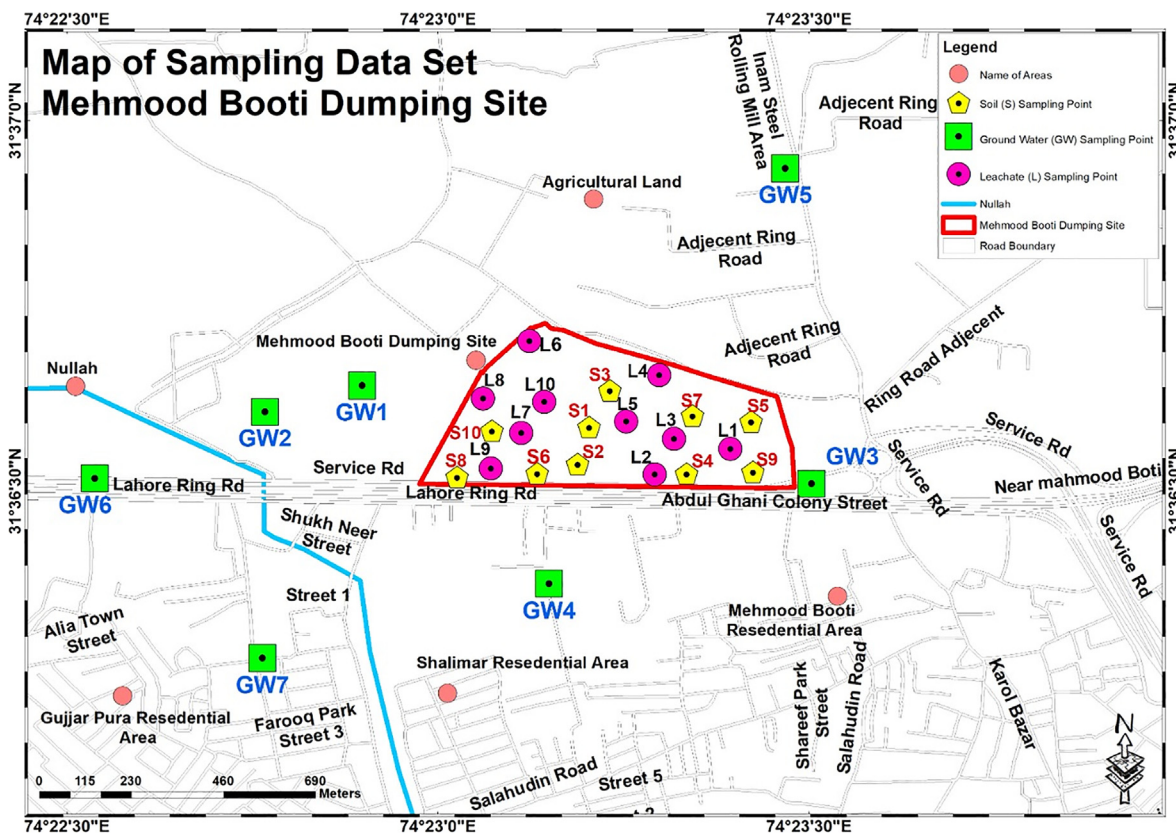 74°22'30"E
74°23'0"E
74°23'30"E
Map of Sampling Data Set
Mehmood Booti Dumping Site
31°37'0"N
31°37'0"N
Inam Steel
Rolling Mill Area
Adjecent Ring
Road
Legend
Name of Areas
Soil (S) Sampling Point
Ground Water (GW) Sampling Point
Leachate (L) Sampling Point
Nullah
Mehmood Booti Dumping Site
Road Boundary
Agricultural Land
GW5
Adjecent Ring
Road
Mehmood Booti Dumping Site
L6
Adjecent Ring
Road
Ring Road Adjecent
Nullah
GW1
GW2
L8
L10
S3
L4
L5
S7
S5
S10
L7
S1
L3
L1
S8
L9
S6
S2
L2
S4
S9
GW3
Service Rd
Service Rd
Service Rd
Near mahmood Boti
Service Rd
GW6
Lahore Ring Rd
Lahore Ring Rd
Abdul Ghani Colony Street
31°36'30"N
31°36'30"N
Shukh Neer
Street
Street 1
GW4
Mehmood Booti
Resedential Area
Alia Town
Street
GW7
Shalimar Resedential Area
Gujjar Pura Resedential
Area
Farooq Park
Street 3
Shareef Park
Street
Salahudin Road
Karol Bazar
Salahudin Road
Street 5
N
0 115 230 460 690
Meters
74°22'30"E
74°23'0"E
74°23'30"E